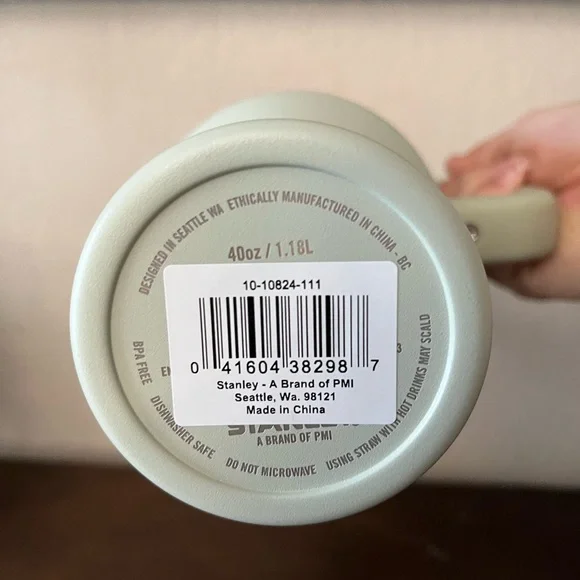 DESIGNED IN SEATTLE WA ETHICALLY MANUFACTURED IN CHINA - BC
40oz / 1.18L
10-10824-111
0 41604 38298 7
Stanley - A Brand of PMI
Seattle, Wa. 98121
Made in China
STANLEY
A BRAND OF PMI
BPA FREE DISHWASHER SAFE DO NOT MICROWAVE USING STRAW WITH HOT DRINKS MAY SCALD